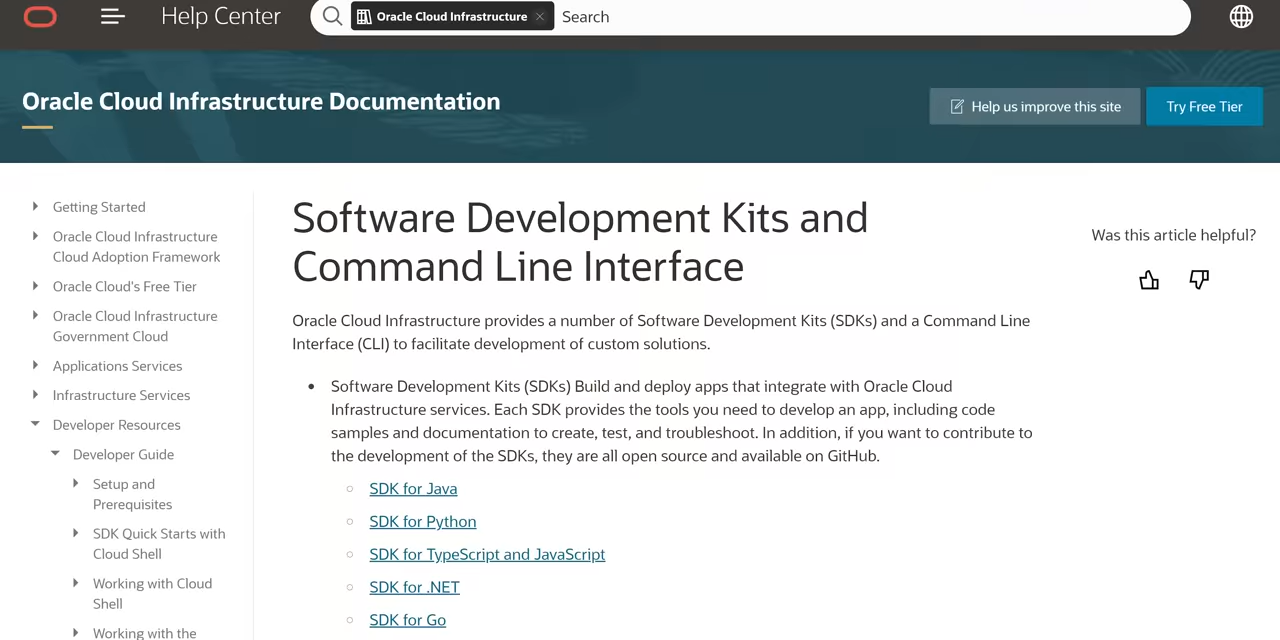 Help Center
Oracle Cloud Infrastructure
Search
Oracle Cloud Infrastructure Documentation
Help us improve this site
Try Free Tier
Getting Started
Oracle Cloud Infrastructure
Cloud Adoption Framework
Oracle Cloud's Free Tier
Oracle Cloud Infrastructure
Government Cloud
Applications Services
Infrastructure Services
Developer Resources
Developer Guide
Setup and
Prerequisites
SDK Quick Starts with
Cloud Shell
Working with Cloud
Shell
Working with the
Software Development Kits and
Command Line Interface
Oracle Cloud Infrastructure provides a number of Software Development Kits (SDKs) and a Command Line
Interface (CLI) to facilitate development of custom solutions.
• Software Development Kits (SDKs) Build and deploy apps that integrate with Oracle Cloud
Infrastructure services. Each SDK provides the tools you need to develop an app, including code
samples and documentation to create, test, and troubleshoot. In addition, if you want to contribute to
the development of the SDKs, they are all open source and available on GitHub.
○ SDK for Java
○ SDK for Python
○ SDK for TypeScript and JavaScript
○ SDK for .NET
○ SDK for Go
Was this article helpful?